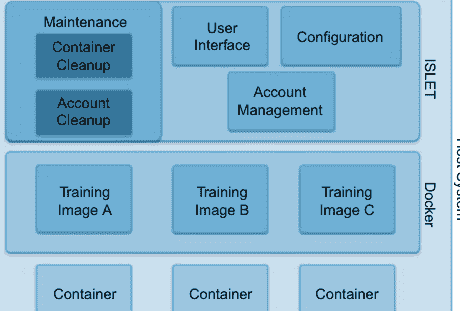 Maintenance
Container
Cleanup
Account
Cleanup
User
Interface
Configuration
Account
Management
ISLET
Training
Image A
Training
Image B
Training
Image C
Docker
Container
Container
Container